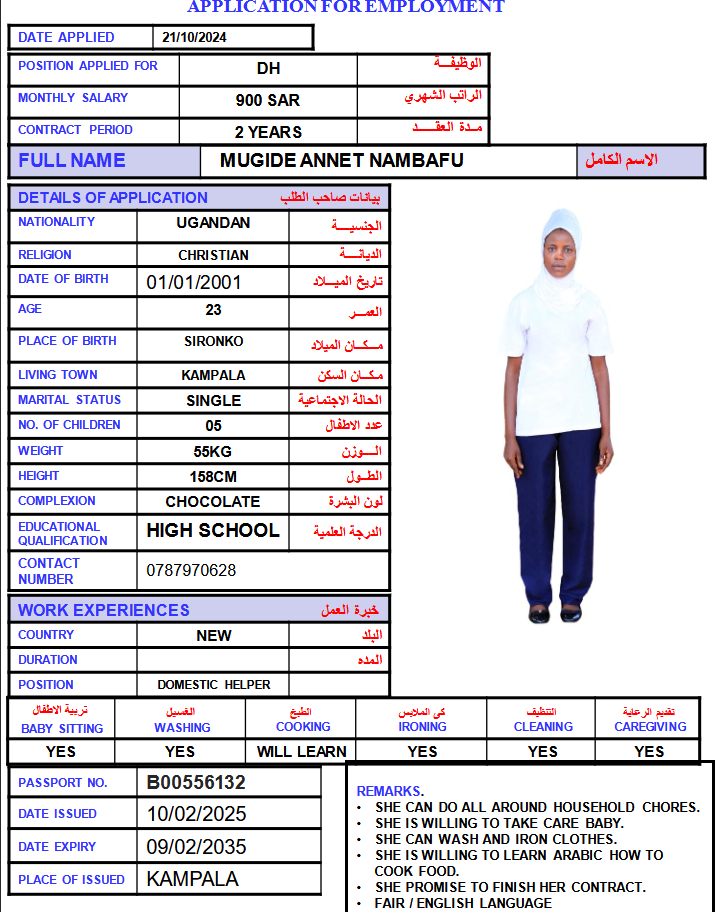 APPLICATION FOR EMPLOYMENT
DATE APPLIED 21/10/2024
POSITION APPLIED FOR DH الوظيفـــة
MONTHLY SALARY 900 SAR الراتب الشهري
CONTRACT PERIOD 2 YEARS مـدة العقـــد
FULL NAME MUGIDE ANNET NAMBAFU الاسم الكامل
DETAILS OF APPLICATION بيانات صاحب الطلب
NATIONALITY UGANDAN الجنسيـــة
RELIGION CHRISTIAN الديانـــة
DATE OF BIRTH 01/01/2001 تاريخ الميـــلاد
AGE 23 العمـــر
PLACE OF BIRTH SIRONKO مـكــان الميلاد
LIVING TOWN KAMPALA مكـان السكن
MARITAL STATUS SINGLE الحالة الاجتماعية
NO. OF CHILDREN 05 عدد الاطفال
WEIGHT 55KG الـــوزن
HEIGHT 158CM الطــول
COMPLEXION CHOCOLATE لون البشرة
EDUCATIONAL QUALIFICATION HIGH SCHOOL الدرجة العلمية
CONTACT NUMBER 0787970628
WORK EXPERIENCES خبرة العمل
COUNTRY NEW البلد
DURATION المده
POSITION DOMESTIC HELPER
تربية الاطفال الغسيل الطبخ كي الملابس التنظيف تقديم الرعاية
BABY SITTING WASHING COOKING IRONING CLEANING CAREGIVING
YES YES WILL LEARN YES YES YES
PASSPORT NO. B00556132
DATE ISSUED 10/02/2025
DATE EXPIRY 09/02/2035
PLACE OF ISSUED KAMPALA
REMARKS.
• SHE CAN DO ALL AROUND HOUSEHOLD CHORES.
• SHE IS WILLING TO TAKE CARE BABY.
• SHE CAN WASH AND IRON CLOTHES.
• SHE IS WILLING TO LEARN ARABIC HOW TO
COOK FOOD.
• SHE PROMISE TO FINISH HER CONTRACT.
• FAIR / ENGLISH LANGUAGE